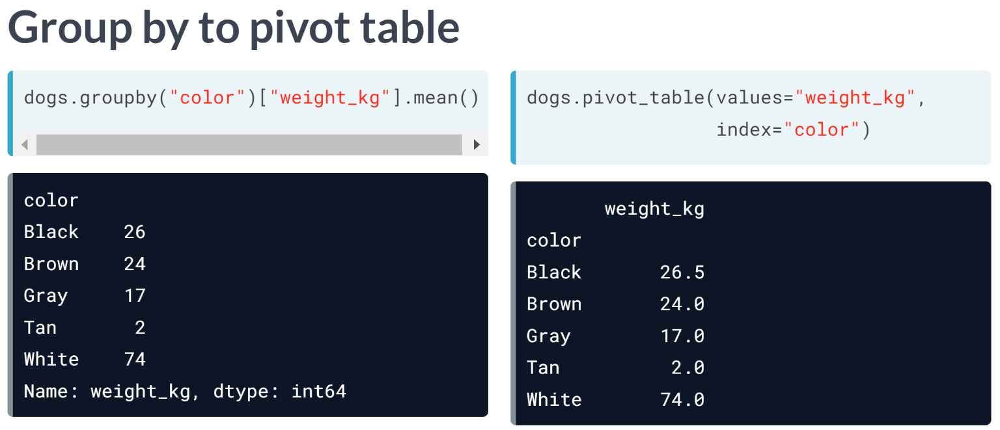 Group by to pivot table
dogs.groupby("color")["weight_kg"].mean()
color
Black    26
Brown    24
Gray     17
Tan       2
White    74
Name: weight_kg, dtype: int64
dogs.pivot_table(values="weight_kg",
                 index="color")
       weight_kg
color
Black       26.5
Brown       24.0
Gray        17.0
Tan          2.0
White       74.0